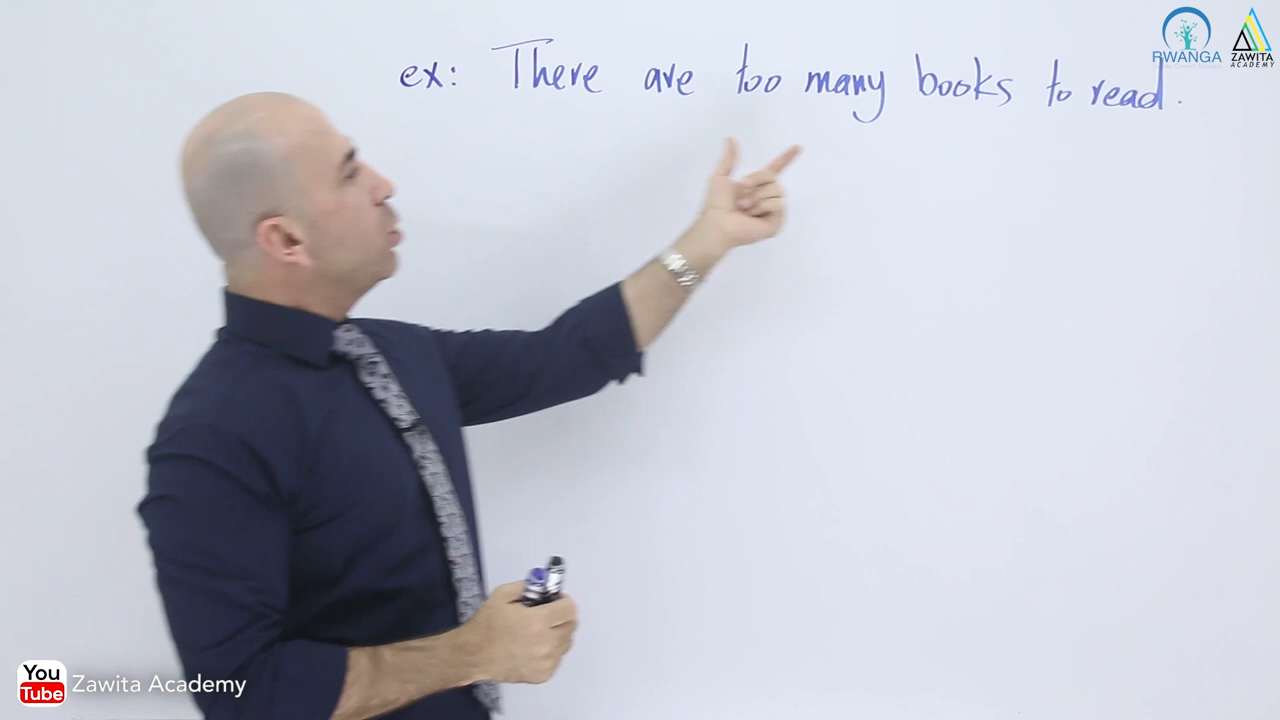 ex: There are too many books to read.
RWANGA
ZAWITA
ACADEMY
You
Tube Zawita Academy